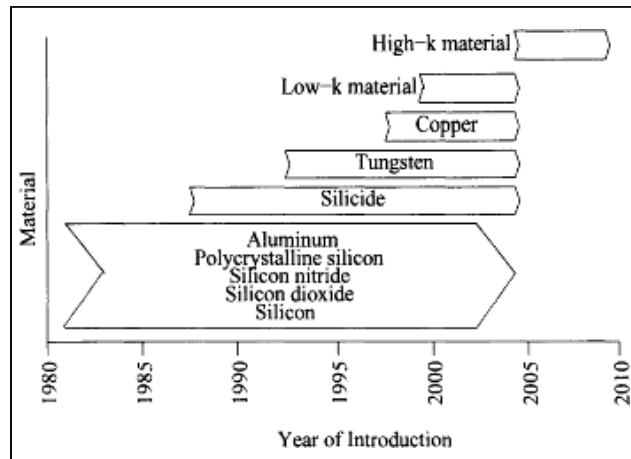 High-k material
Low-k material
Copper
Tungsten
Silicide
Aluminum
Polycrystalline silicon
Silicon nitride
Silicon dioxide
Silicon
Material
1980
1985
1990
1995
2000
2005
2010
Year of Introduction